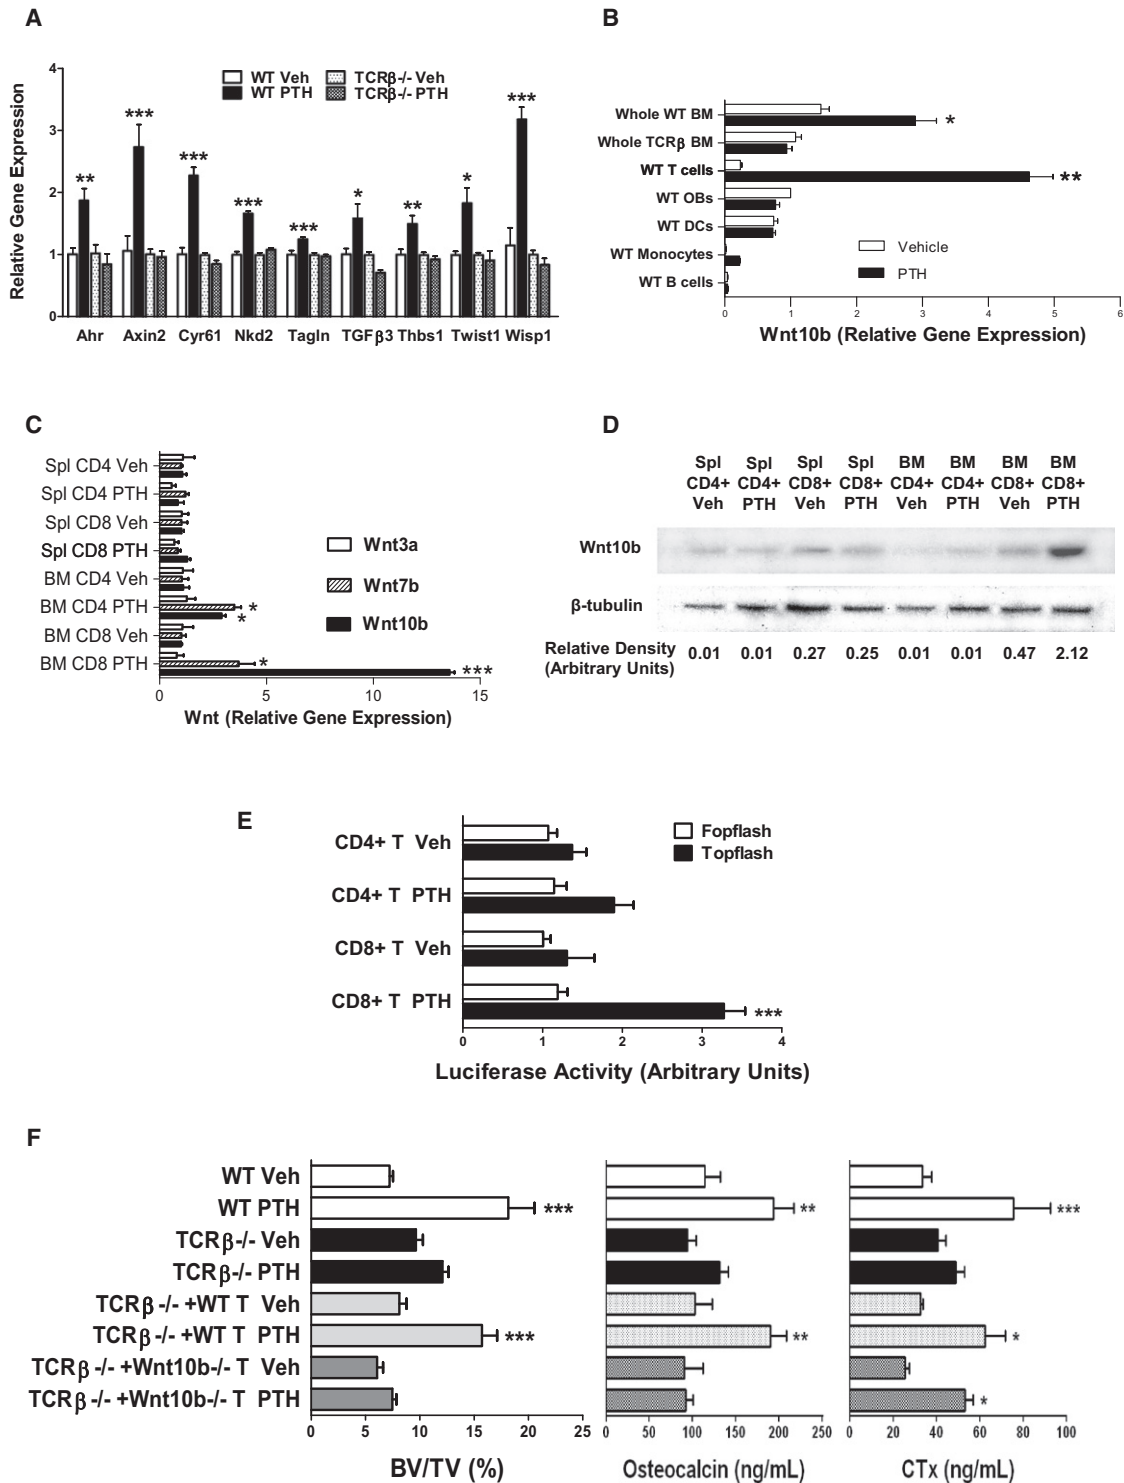 A
Relative Gene Expression
4
3
2
1
0
WT Veh
WT PTH
TCRβ-/- Veh
TCRβ-/- PTH
**
***
***
***
***
*
**
*
***
Ahr Axin2 Cyr61 Nkd2 Tagln TGFβ3 Thbs1 Twist1 Wisp1
B
Whole WT BM
Whole TCRβ BM
WT T cells
WT OBs
WT DCs
WT Monocytes
WT B cells
*
**
Vehicle
PTH
0 1 2 3 4 5 6
Wnt10b (Relative Gene Expression)
C
Spl CD4 Veh
Spl CD4 PTH
Spl CD8 Veh
Spl CD8 PTH
BM CD4 Veh
BM CD4 PTH
BM CD8 Veh
BM CD8 PTH
*
*
*
***
Wnt3a
Wnt7b
Wnt10b
0 5 10 15
Wnt (Relative Gene Expression)
D
Spl Spl Spl Spl BM BM BM BM
CD4+ CD4+ CD8+ CD8+ CD4+ CD4+ CD8+ CD8+
Veh PTH Veh PTH Veh PTH Veh PTH
Wnt10b
β-tubulin
Relative Density
(Arbitrary Units)
0.01 0.01 0.27 0.25 0.01 0.01 0.47 2.12
E
CD4+ T Veh
CD4+ T PTH
CD8+ T Veh
CD8+ T PTH
***
Fopflash
Topflash
0 1 2 3 4
Luciferase Activity (Arbitrary Units)
F
WT Veh
WT PTH
TCRβ-/- Veh
TCRβ-/- PTH
TCRβ -/- +WT T Veh
TCRβ -/- +WT T PTH
TCRβ -/- +Wnt10b-/- T Veh
TCRβ -/- +Wnt10b-/- T PTH
***
***
0 5 10 15 20 25
BV/TV (%)
**
**
0 50 100 150 200 250
Osteocalcin (ng/mL)
***
*
*
0 20 40 60 80 100
CTx (ng/mL)